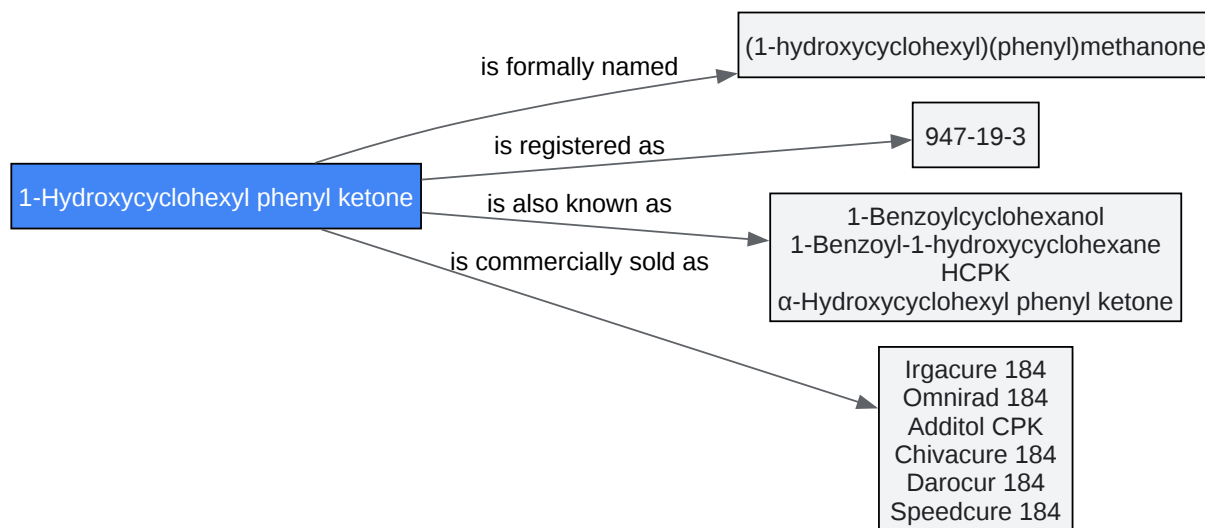 (1-hydroxycyclohexyl)(phenyl)methanone
is formally named
947-19-3
is registered as
1-Hydroxycyclohexyl phenyl ketone
is also known as
1-Benzoylcyclohexanol
1-Benzoyl-1-hydroxycyclohexane
HCPK
α-Hydroxycyclohexyl phenyl ketone
is commercially sold as
Irgacure 184
Omnirad 184
Additol CPK
Chivacure 184
Darocur 184
Speedcure 184